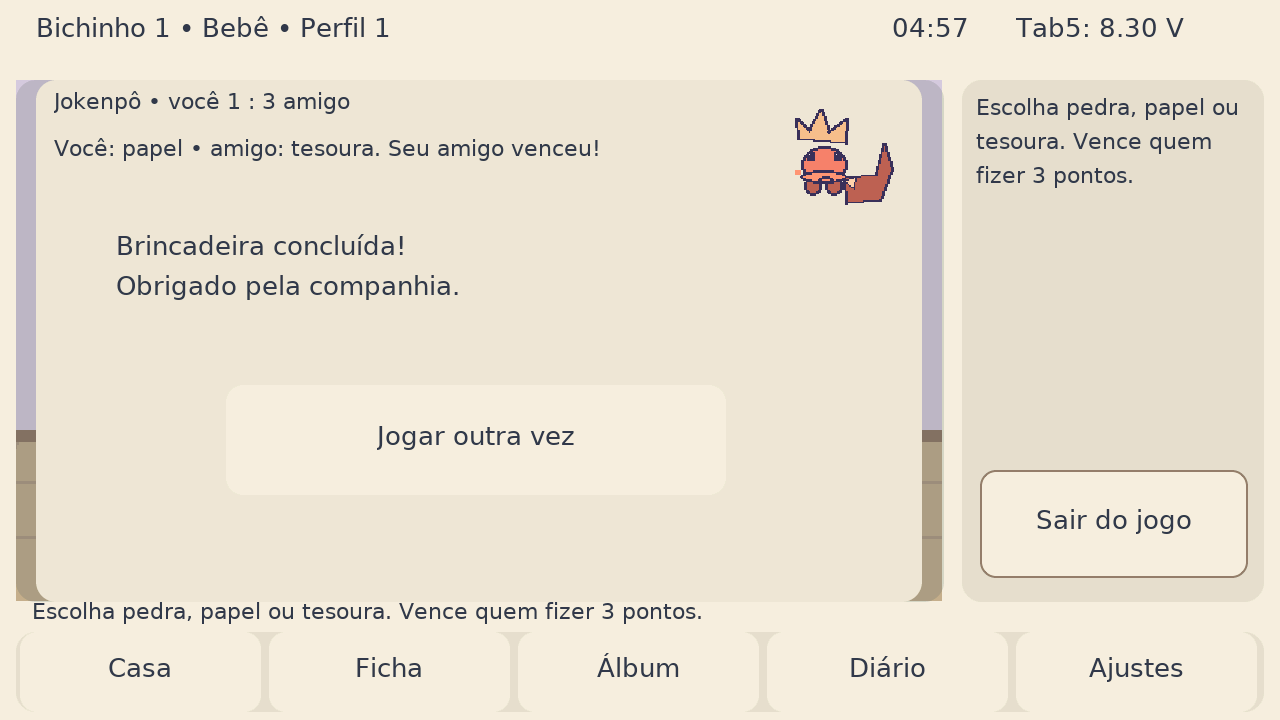 Bichinho 1 • Bebê • Perfil 1
04:57
Tab5: 8.30 V
Jokenpô • você 1 : 3 amigo
Você: papel • amigo: tesoura. Seu amigo venceu!
Brincadeira concluída!
Obrigado pela companhia.
Jogar outra vez
Escolha pedra, papel ou
tesoura. Vence quem
fizer 3 pontos.
Sair do jogo
Escolha pedra, papel ou tesoura. Vence quem fizer 3 pontos.
Casa
Ficha
Álbum
Diário
Ajustes